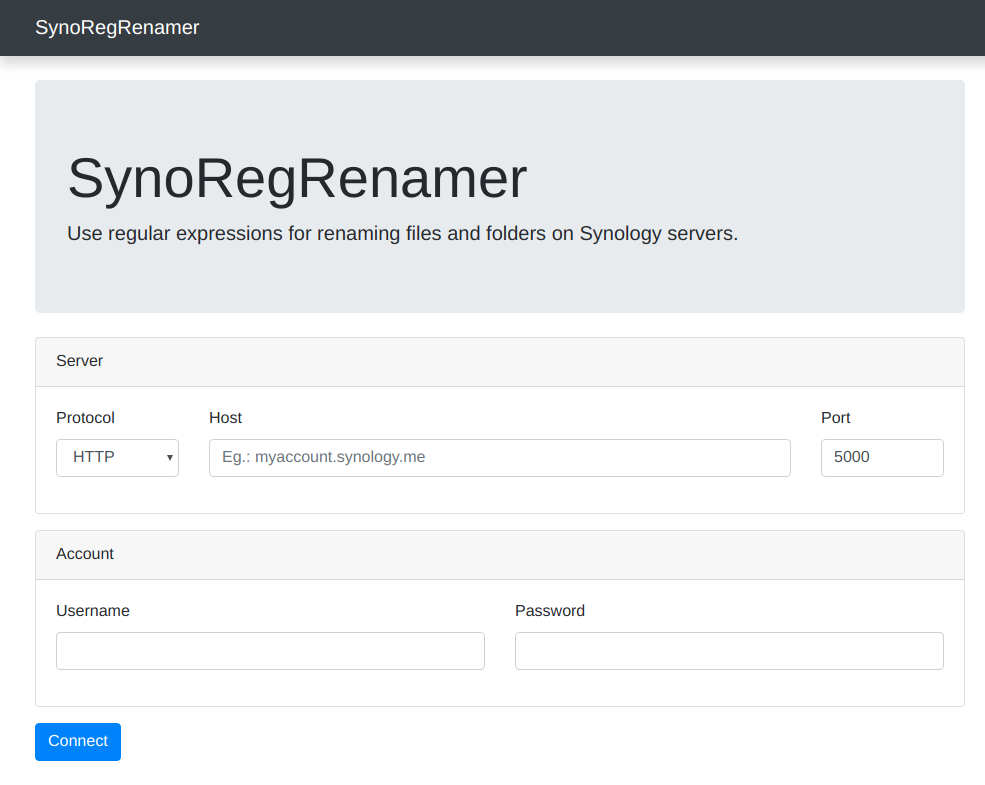 SynoRegRenamer
SynoRegRenamer
Use regular expressions for renaming files and folders on Synology servers.
Server
Protocol Host Port
HTTP Eg.: myaccount.synology.me 5000
Account
Username Password
Connect